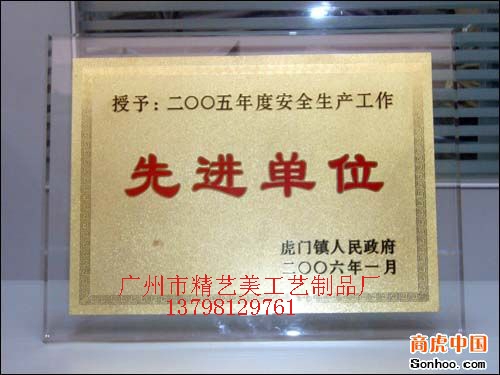 授予：二〇〇五年度安全生产工作
先进单位
虎门镇人民政府
二〇〇六年一月
广州市精艺美工艺制品厂
13798129761
商虎中国
Sonhoo.com